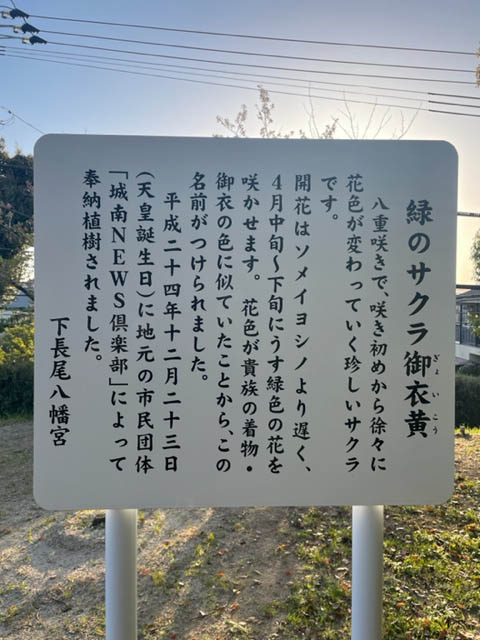 緑のサクラ御衣黄
ぎょいこう
八重咲きで、咲き初めから徐々に
花色が変わっていく珍しいサクラ
です。
開花はソメイヨシノより遅く、
4月中旬～下旬にうす緑色の花を
咲かせます。花色が貴族の着物・
御衣の色に似ていたことから、この
名前がつけられました。
平成二十四年十二月二十三日
(天皇誕生日)に地元の市民団体
「城南NEWS倶楽部」によって
奉納植樹されました。
下長尾八幡宮